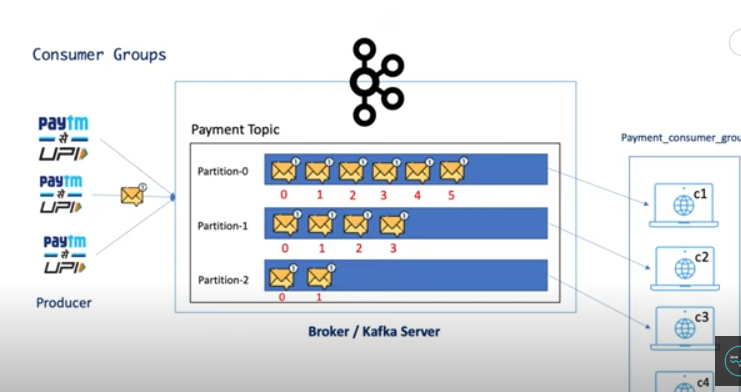 Consumer Groups
Payment Topic
Payment_consumer_grou
paytm
से
UPI
Partition-0
0 1 2 3 4 5
c1
paytm
से
UPI
Partition-1
0 1 2 3
c2
paytm
से
UPI
Partition-2
0 1
c3
Producer
Broker / Kafka Server
c4